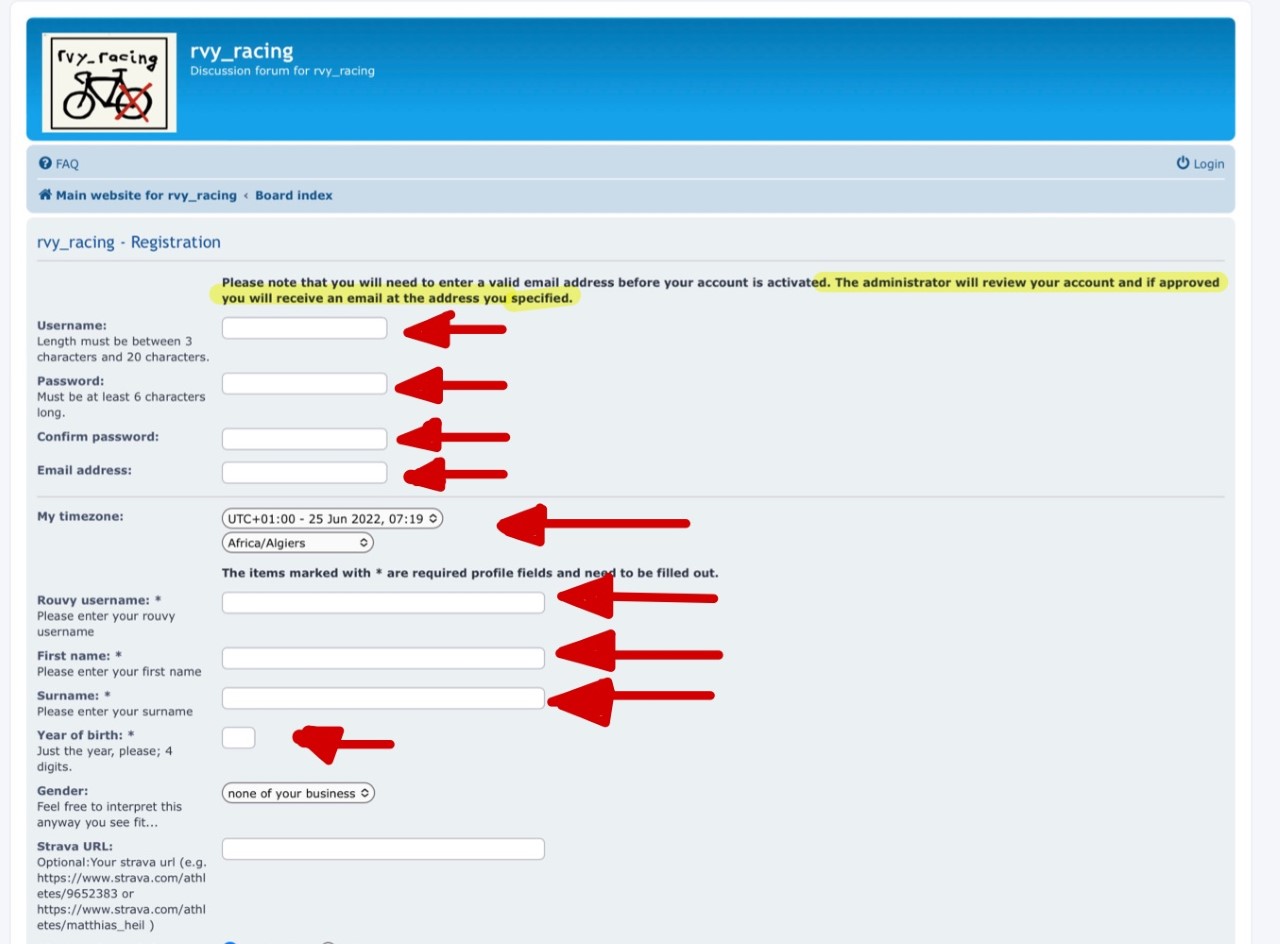 rvy_racing
rvy_racing
Discussion forum for rvy_racing
FAQ
Login
Main website for rvy_racing ‹ Board index
rvy_racing - Registration
Please note that you will need to enter a valid email address before your account is activated. The administrator will review your account and if approved
you will receive an email at the address you specified.
Username:
Length must be between 3
characters and 20 characters.
Password:
Must be at least 6 characters
long.
Confirm password:
Email address:
My timezone:
UTC+01:00 - 25 Jun 2022, 07:19
Africa/Algiers
The items marked with * are required profile fields and need to be filled out.
Rouvy username: *
Please enter your rouvy
username
First name: *
Please enter your first name
Surname: *
Please enter your surname
Year of birth: *
Just the year, please; 4
digits.
Gender:
none of your business
Feel free to interpret this
anyway you see fit...
Strava URL:
Optional:Your strava url (e.g.
https://www.strava.com/athl
etes/9652383 or
https://www.strava.com/athl
etes/matthias_heil )